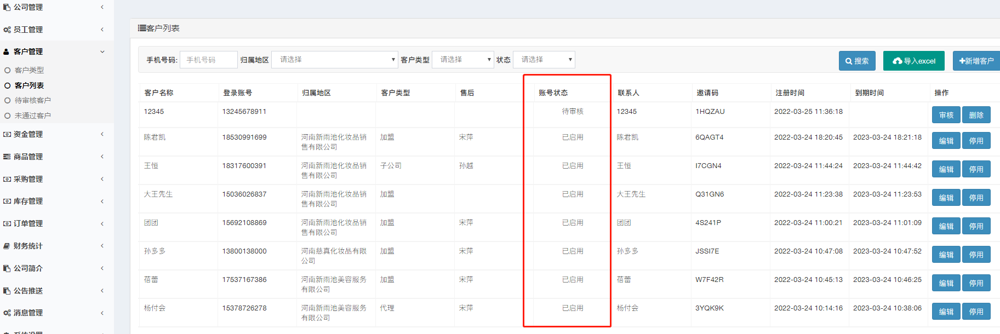 公司管理
员工管理
客户管理
客户类型
客户列表
待审核客户
未通过客户
资金管理
商品管理
采购管理
库存管理
订单管理
财务统计
公司简介
公告推送
消息管理
系统设置
客户列表
手机号码: 手机号码 归属地区 请选择 客户类型 请选择 状态 请选择 搜索 导入excel 新增客户
客户名称 登录账号 归属地区 客户类型 售后 账号状态 联系人 邀请码 注册时间 到期时间 操作
12345 13245678911 待审核 12345 1HQZAU 2022-03-25 11:36:18 审核 删除
陈君凯 18530991699 河南新雨池化妆品销 加盟 宋萍 已启用 陈君凯 6QAGT4 2022-03-24 18:20:45 2023-03-24 18:21:18 编辑 停用
售有限公司
王恒 18317600391 河南新雨池化妆品销 子公司 孙越 已启用 王恒 I7CGN4 2022-03-24 11:44:24 2023-03-24 11:44:42 编辑 停用
售有限公司
大王先生 15036026837 河南新雨池化妆品销 加盟 已启用 大王先生 Q31GN6 2022-03-24 11:23:38 2023-03-24 11:23:53 编辑 停用
售有限公司
团团 15692108869 河南新雨池化妆品销 加盟 宋萍 已启用 团团 4S241P 2022-03-24 11:00:21 2023-03-24 11:01:09 编辑 停用
售有限公司
孙多多 13800138000 河南慈真化妆品有限 加盟 宋萍 已启用 孙多多 JSSI7E 2022-03-24 10:47:08 2023-03-24 10:47:52 编辑 停用
公司
蓓蕾 17537167386 河南新雨池美容服务 加盟 宋萍 已启用 蓓蕾 W7F42R 2022-03-24 10:45:13 2023-03-24 10:46:25 编辑 停用
有限公司
杨付会 15378726278 河南新雨池美容服务 代理 宋萍 已启用 杨付会 3YQK9K 2022-03-24 10:14:16 2023-03-24 10:38:06 编辑 停用
有限公司